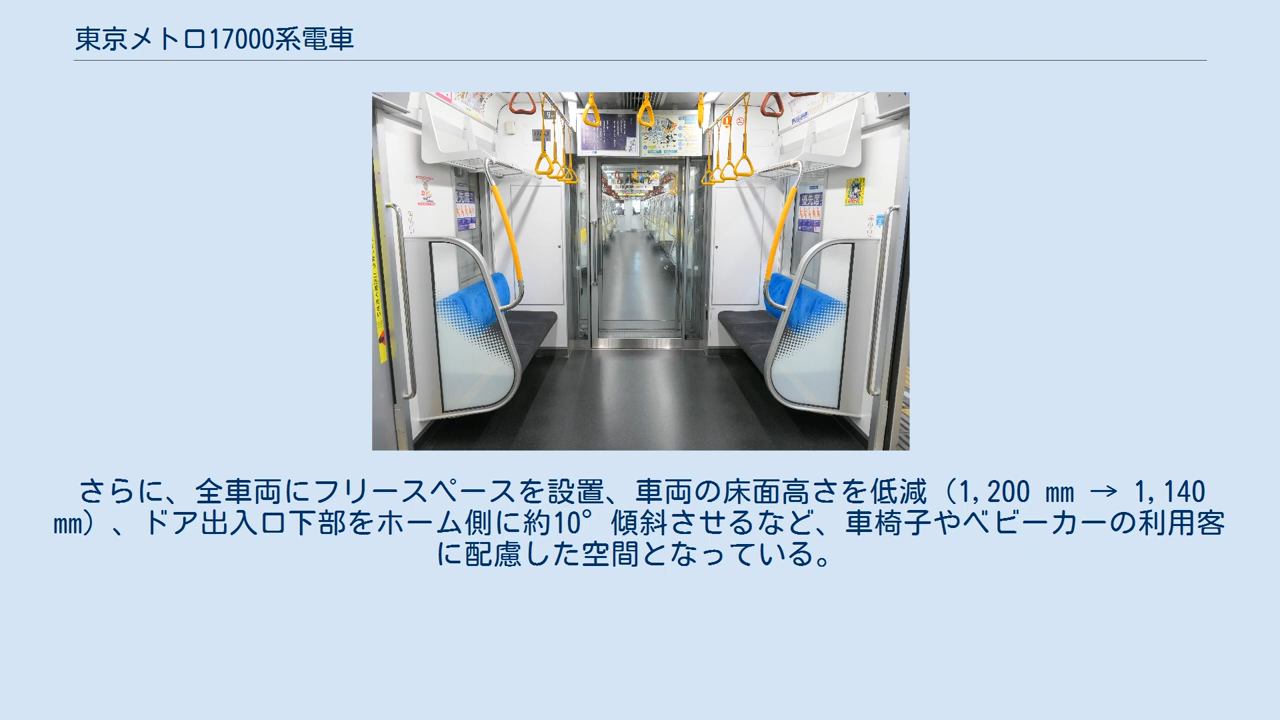 東京メトロ17000系電車
さらに、全車両にフリースペースを設置、車両の床面高さを低減（1,200 mm → 1,140
mm）、ドア出入口下部をホーム側に約10°傾斜させるなど、車椅子やベビーカーの利用客
に配慮した空間となっている。